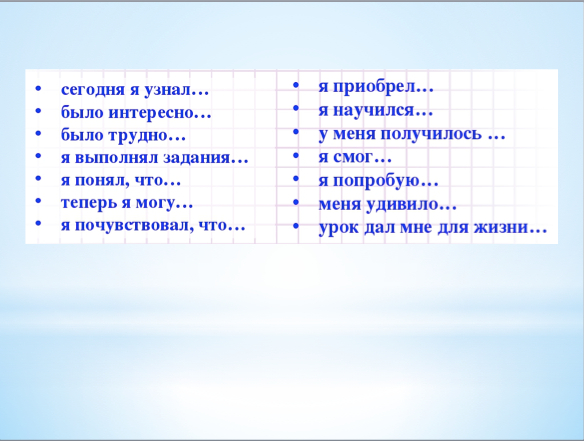 • сегодня я узнал…
• было интересно…
• было трудно…
• я выполнял задания…
• я понял, что…
• теперь я могу…
• я почувствовал, что…
• я приобрел…
• я научился…
• у меня получилось …
• я смог…
• я попробую…
• меня удивило…
• урок дал мне для жизни…